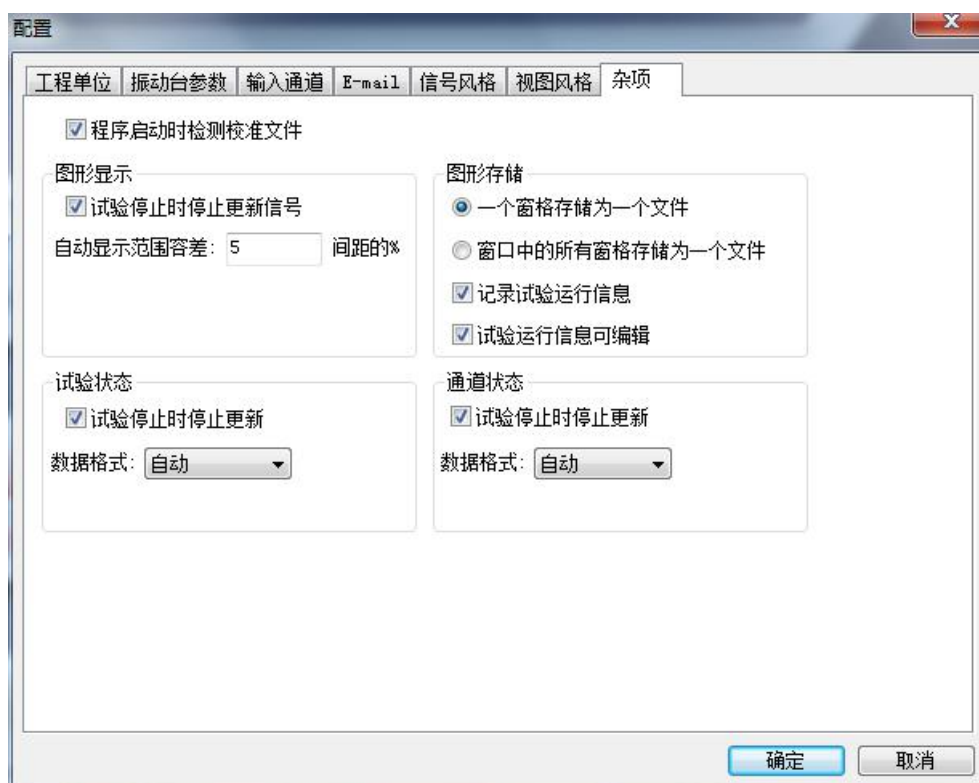 配置
X
工程单位 振动台参数 输入通道 E-mail 信号风格 视图风格 杂项
程序启动时检测校准文件
图形显示
试验停止时停止更新信号
自动显示范围容差: 5 间距的%
图形存储
一个窗格存储为一个文件
窗口中的所有窗格存储为一个文件
记录试验运行信息
试验运行信息可编辑
试验状态
试验停止时停止更新
数据格式: 自动
通道状态
试验停止时停止更新
数据格式: 自动
确定 取消